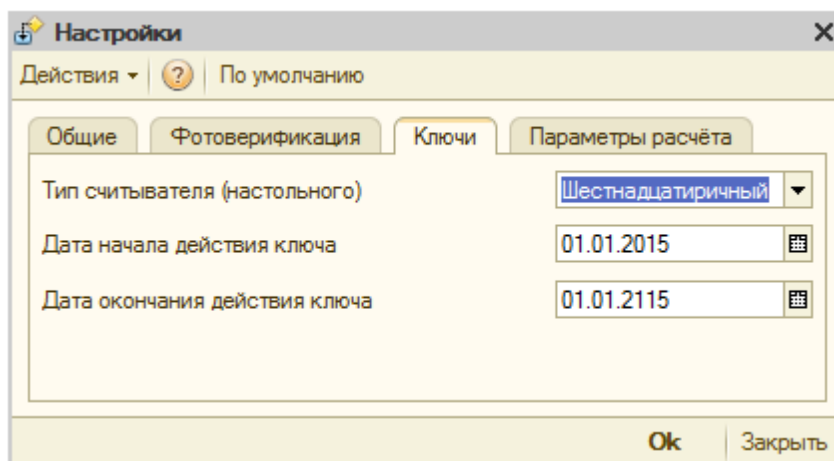 Настройки
Действия ? По умолчанию
Общие Фотоверификация Ключи Параметры расчёта
Тип считывателя (настольного) Шестнадцатиричный
Дата начала действия ключа 01.01.2015
Дата окончания действия ключа 01.01.2115
Ok Закрыть